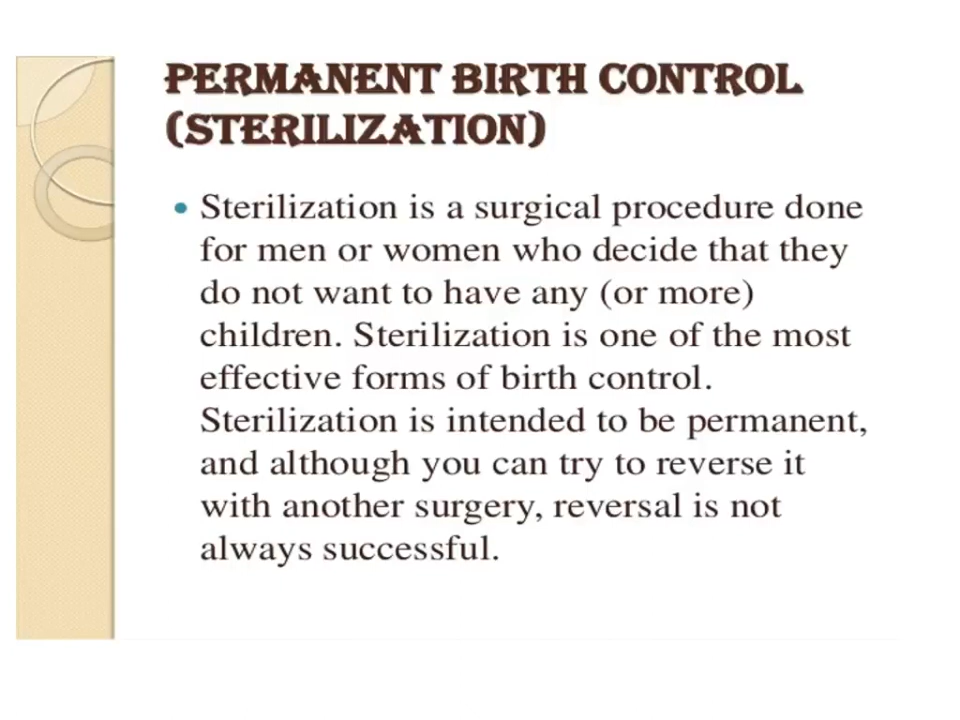 PERMANENT BIRTH CONTROL
(STERILIZATION)
• Sterilization is a surgical procedure done
for men or women who decide that they
do not want to have any (or more)
children. Sterilization is one of the most
effective forms of birth control.
Sterilization is intended to be permanent,
and although you can try to reverse it
with another surgery, reversal is not
always successful.